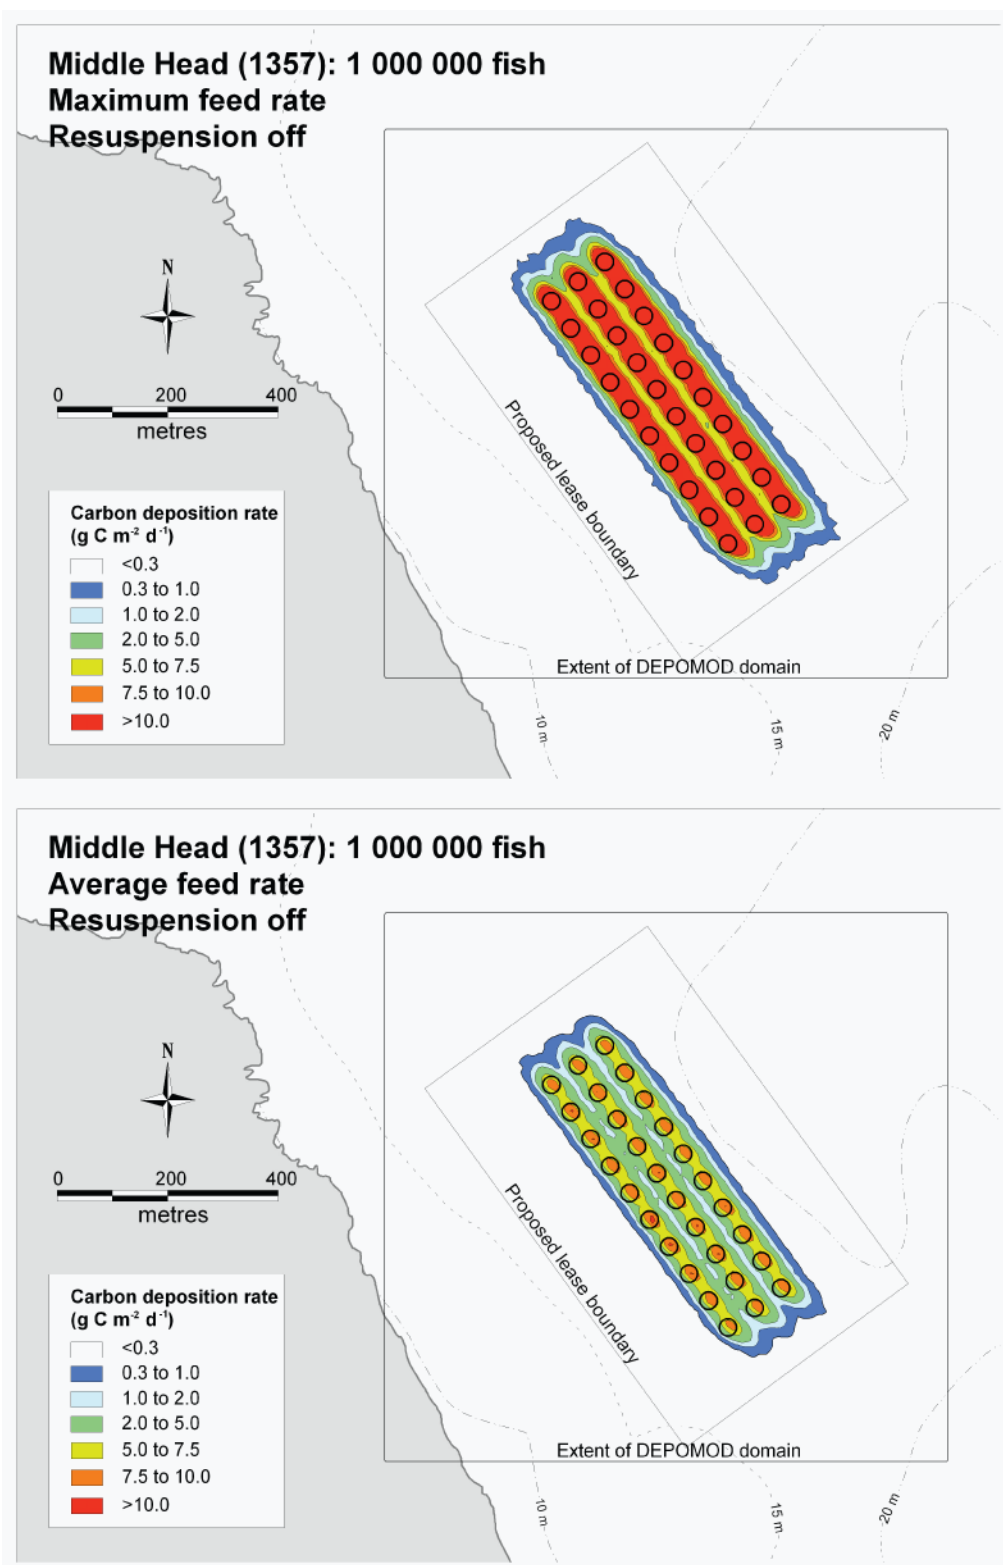 Middle Head (1357): 1 000 000 fish
Maximum feed rate
Resuspension off
N
0 200 400
metres
Proposed lease boundary
Carbon deposition rate
(g C m⁻² d⁻¹)
<0.3
0.3 to 1.0
1.0 to 2.0
2.0 to 5.0
5.0 to 7.5
7.5 to 10.0
>10.0
Extent of DEPOMOD domain
10 m
15 m
20 m
Middle Head (1357): 1 000 000 fish
Average feed rate
Resuspension off
N
0 200 400
metres
Proposed lease boundary
Carbon deposition rate
(g C m⁻² d⁻¹)
<0.3
0.3 to 1.0
1.0 to 2.0
2.0 to 5.0
5.0 to 7.5
7.5 to 10.0
>10.0
Extent of DEPOMOD domain
10 m
15 m
20 m